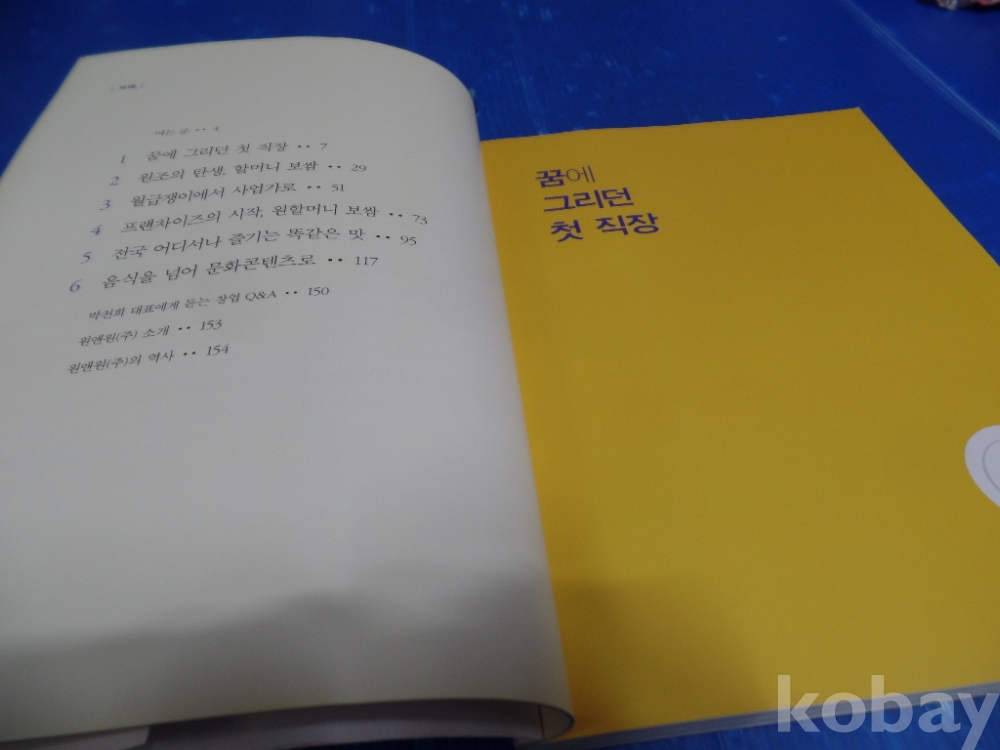 | 차례 |
여는 글 •• 4
1 꿈에 그리던 첫 직장 •• 7
2 원조의 탄생, 할머니 보쌈 •• 29
3 월급쟁이에서 사업가로 •• 51
4 프랜차이즈의 시작, 원할머니 보쌈 •• 73
5 전국 어디서나 즐기는 똑같은 맛 •• 95
6 음식을 넘어 문화콘텐츠로 •• 117
박천희 대표에게 듣는 창업 Q&A •• 150
원앤원(주) 소개 •• 153
원앤원(주)의 역사 •• 154
꿈에
그리던
첫 직장
kobay